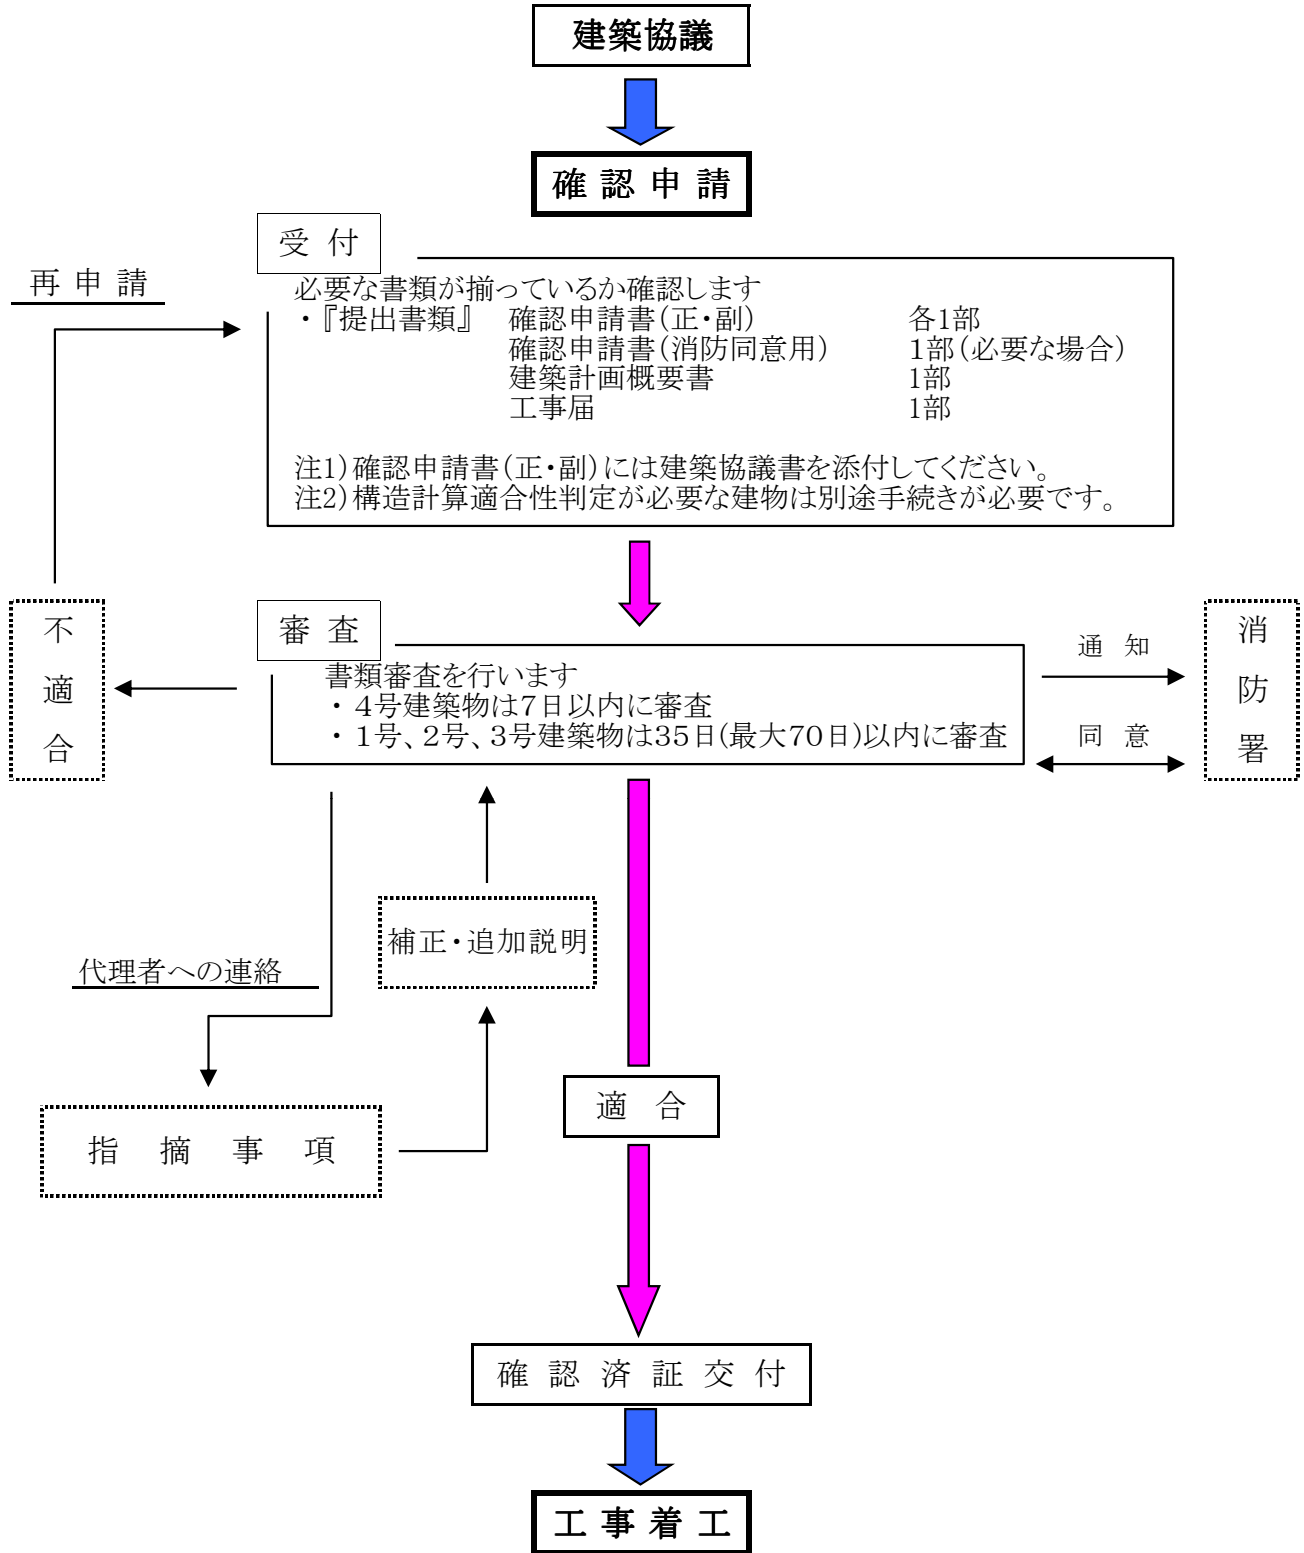 建築協議
確認申請
受付
再申請
必要な書類が揃っているか確認します
・『提出書類』 確認申請書(正・副) 各1部
確認申請書(消防同意用) 1部(必要な場合)
建築計画概要書 1部
工事届 1部
注1)確認申請書(正・副)には建築協議書を添付してください。
注2)構造計算適合性判定が必要な建物は別途手続きが必要です。
不適合
審査
書類審査を行います
・4号建築物は7日以内に審査
・1号、2号、3号建築物は35日(最大70日)以内に審査
通知
同意
消防署
補正・追加説明
代理者への連絡
適合
指摘事項
確認済証交付
工事着工